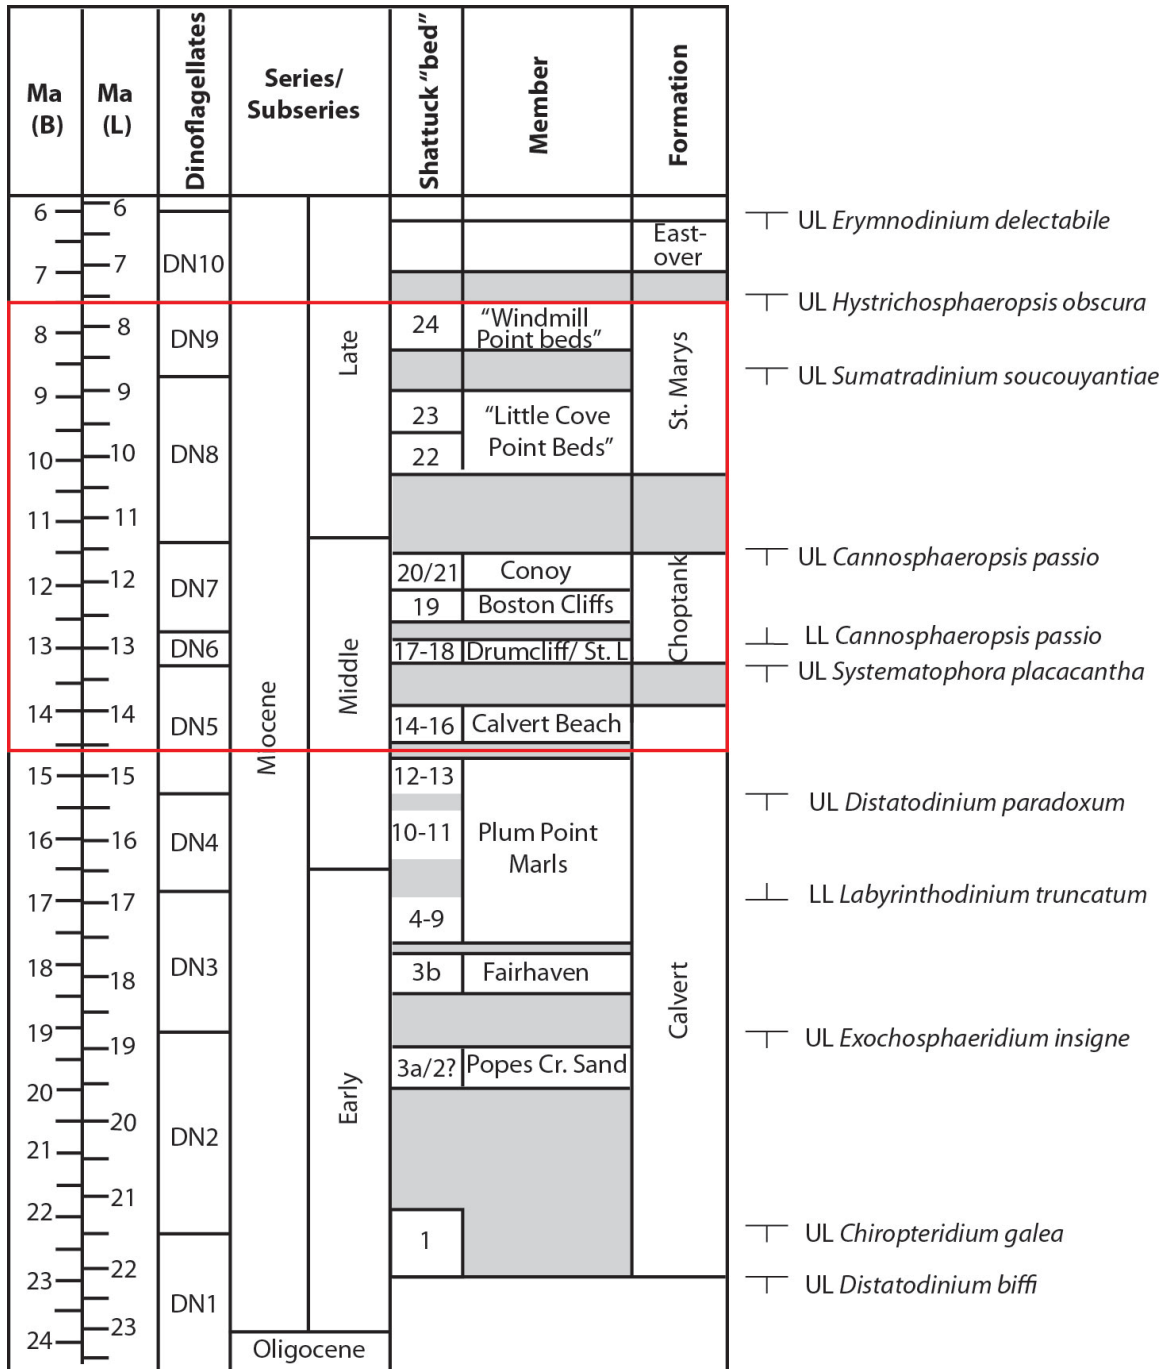 Ma
(B)
Ma
(L)
Dinoflagellates
Series/
Subseries
Shattuck “bed”
Member
Formation
6
7
8
9
10
11
12
13
14
15
16
17
18
19
20
21
22
23
24
6
7
8
9
10
11
12
13
14
15
16
17
18
19
20
21
22
23
DN10
DN9
DN8
DN7
DN6
DN5
DN4
DN3
DN2
DN1
Miocene
Oligocene
Late
Middle
Early
24
23
22
20/21
19
17-18
14-16
12-13
10-11
4-9
3b
3a/2?
1
“Windmill
Point beds”
“Little Cove
Point Beds”
Conoy
Boston Cliffs
Drumcliff/ St. L
Calvert Beach
Plum Point
Marls
Fairhaven
Popes Cr. Sand
East-
over
St. Marys
Choptank
Calvert
UL Erymnodinium delectabile
UL Hystrichosphaeropsis obscura
UL Sumatradinium soucouyantiae
UL Cannosphaeropsis passio
LL Cannosphaeropsis passio
UL Systematophora placacantha
UL Distatodinium paradoxum
LL Labyrinthodinium truncatum
UL Exochosphaeridium insigne
UL Chiropteridium galea
UL Distatodinium biffi